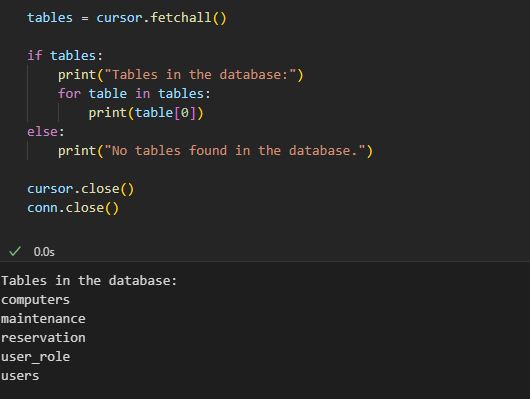 tables = cursor.fetchall()
if tables:
    print("Tables in the database:")
    for table in tables:
        print(table[0])
else:
    print("No tables found in the database.")
cursor.close()
conn.close()
✓ 0.0s
Tables in the database:
computers
maintenance
reservation
user_role
users